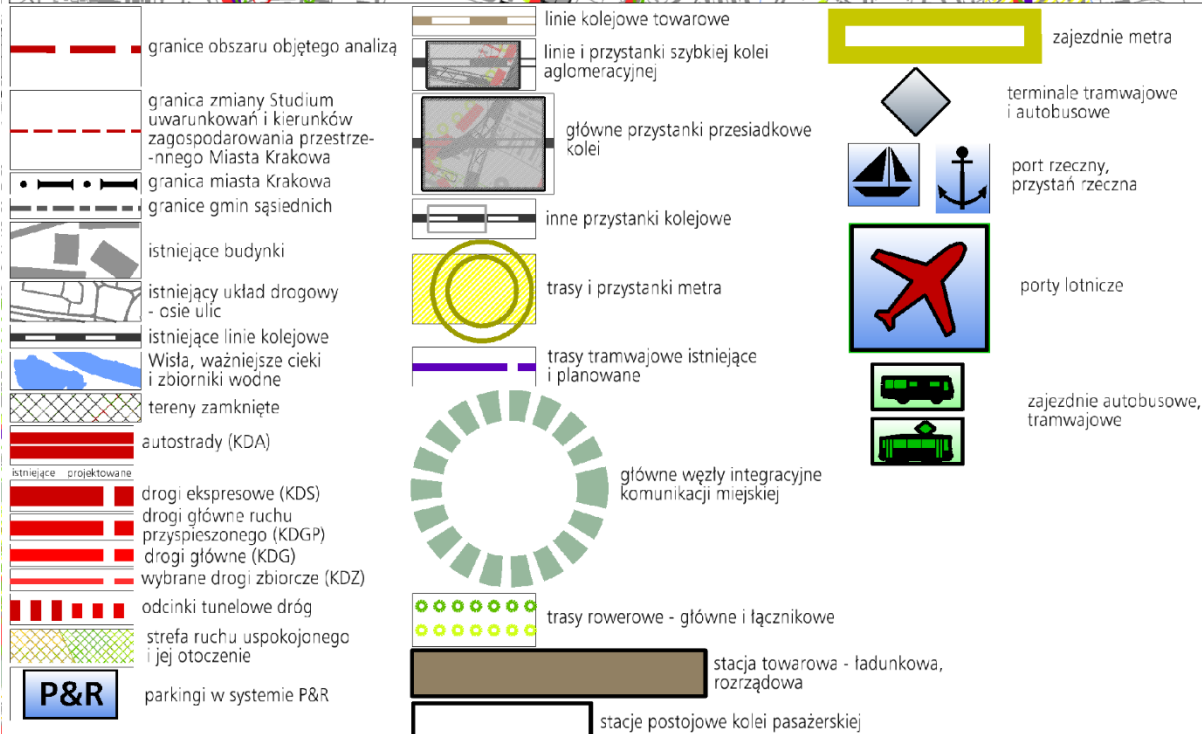 granice obszaru objętego analizą
granica zmiany Studium
uwarunkowań i kierunków
zagospodarowania przestrze-
-nnego Miasta Krakowa
granica miasta Krakowa
granice gmin sąsiednich
istniejące budynki
istniejący układ drogowy
- osie ulic
istniejące linie kolejowe
Wisła, ważniejsze cieki
i zbiorniki wodne
tereny zamknięte
autostrady (KDA)
istniejące projektowane
drogi ekspresowe (KDS)
drogi główne ruchu
przyspieszonego (KDGP)
drogi główne (KDG)
wybrane drogi zbiorcze (KDZ)
odcinki tunelowe dróg
strefa ruchu uspokojonego
i jej otoczenie
P&R
parkingi w systemie P&R
linie kolejowe towarowe
linie i przystanki szybkiej kolei
aglomeracyjnej
główne przystanki przesiadkowe
kolei
inne przystanki kolejowe
trasy i przystanki metra
trasy tramwajowe istniejące
i planowane
główne węzły integracyjne
komunikacji miejskiej
trasy rowerowe - główne i łącznikowe
stacja towarowa - ładunkowa,
rozrządowa
stacje postojowe kolei pasażerskiej
zajezdnie metra
terminale tramwajowe
i autobusowe
port rzeczny,
przystań rzeczna
porty lotnicze
zajezdnie autobusowe,
tramwajowe